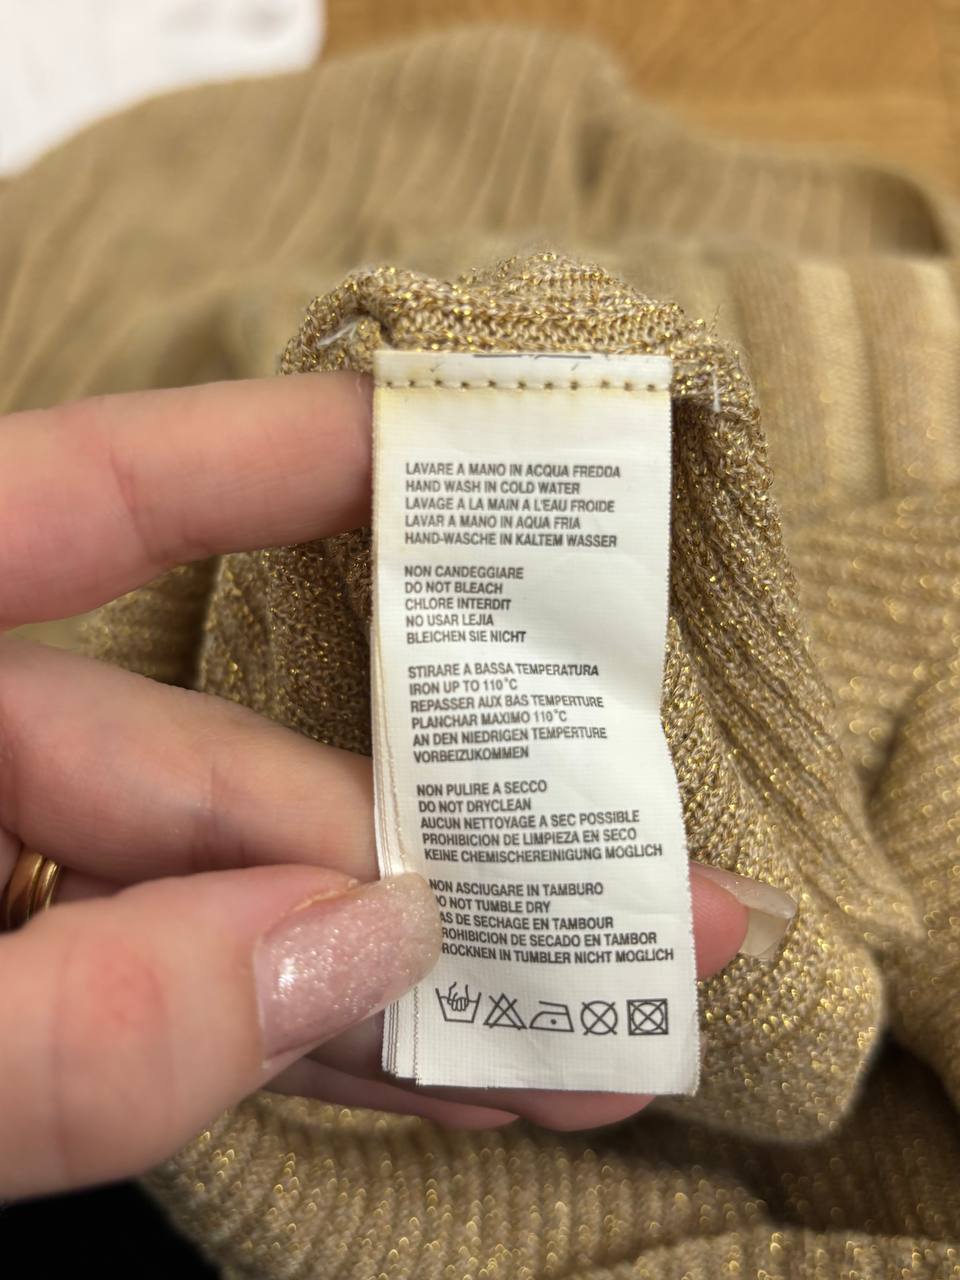 LAVARE A MANO IN ACQUA FREDDA
HAND WASH IN COLD WATER
LAVAGE A LA MAIN A L'EAU FROIDE
LAVAR A MANO IN AQUA FRIA
HAND-WASCHE IN KALTEM WASSER
NON CANDEGGIARE
DO NOT BLEACH
CHLORE INTERDIT
NO USAR LEJIA
BLEICHEN SIE NICHT
STIRARE A BASSA TEMPERATURA
IRON UP TO 110°C
REPASSER AUX BAS TEMPERTURE
PLANCHAR MAXIMO 110°C
AN DEN NIEDRIGEN TEMPERTURE
VORBEIZUKOMMEN
NON PULIRE A SECCO
DO NOT DRYCLEAN
AUCUN NETTOYAGE A SEC POSSIBLE
PROHIBICION DE LIMPIEZA EN SECO
KEINE CHEMISCHEREINIGUNG MOGLICH
NON ASCIUGARE IN TAMBURO
DO NOT TUMBLE DRY
AS DE SECHAGE EN TAMBOUR
ROHIBICION DE SECADO EN TAMBOR
ROCKNEN IN TUMBLER NICHT MOGLICH